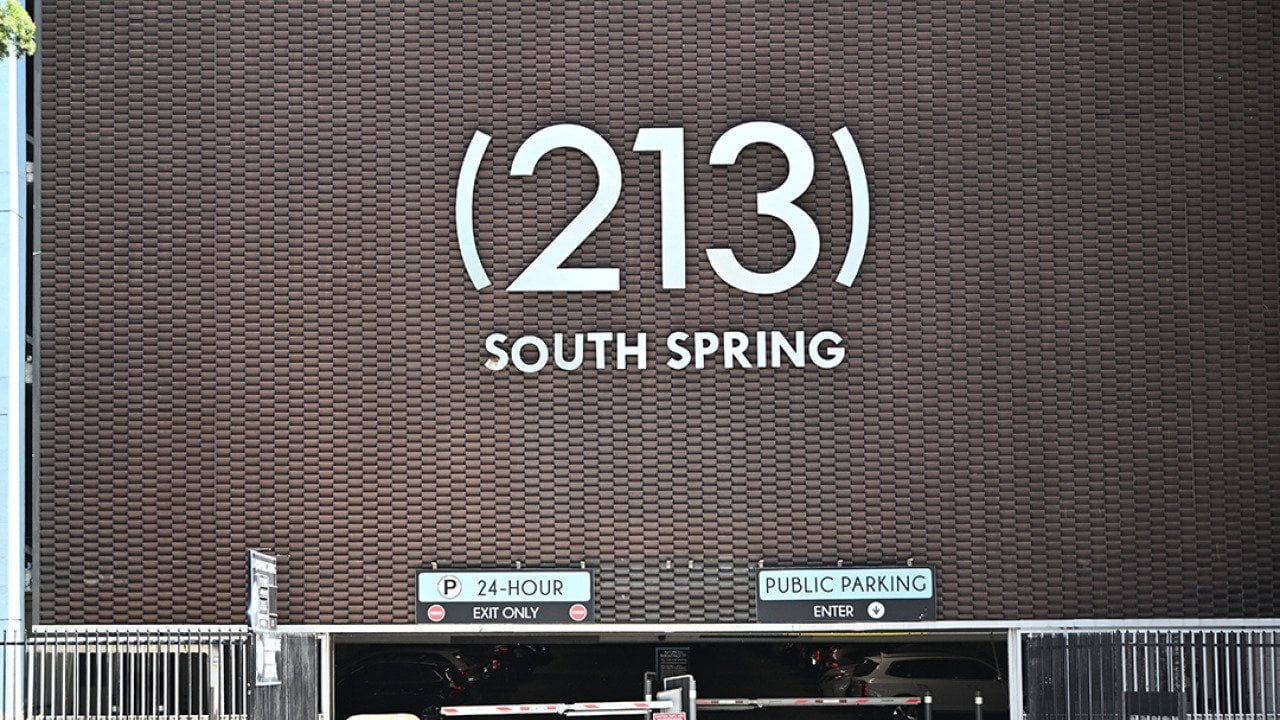 (213)
SOUTH SPRING
P 24-HOUR
EXIT ONLY
PUBLIC PARKING
ENTER